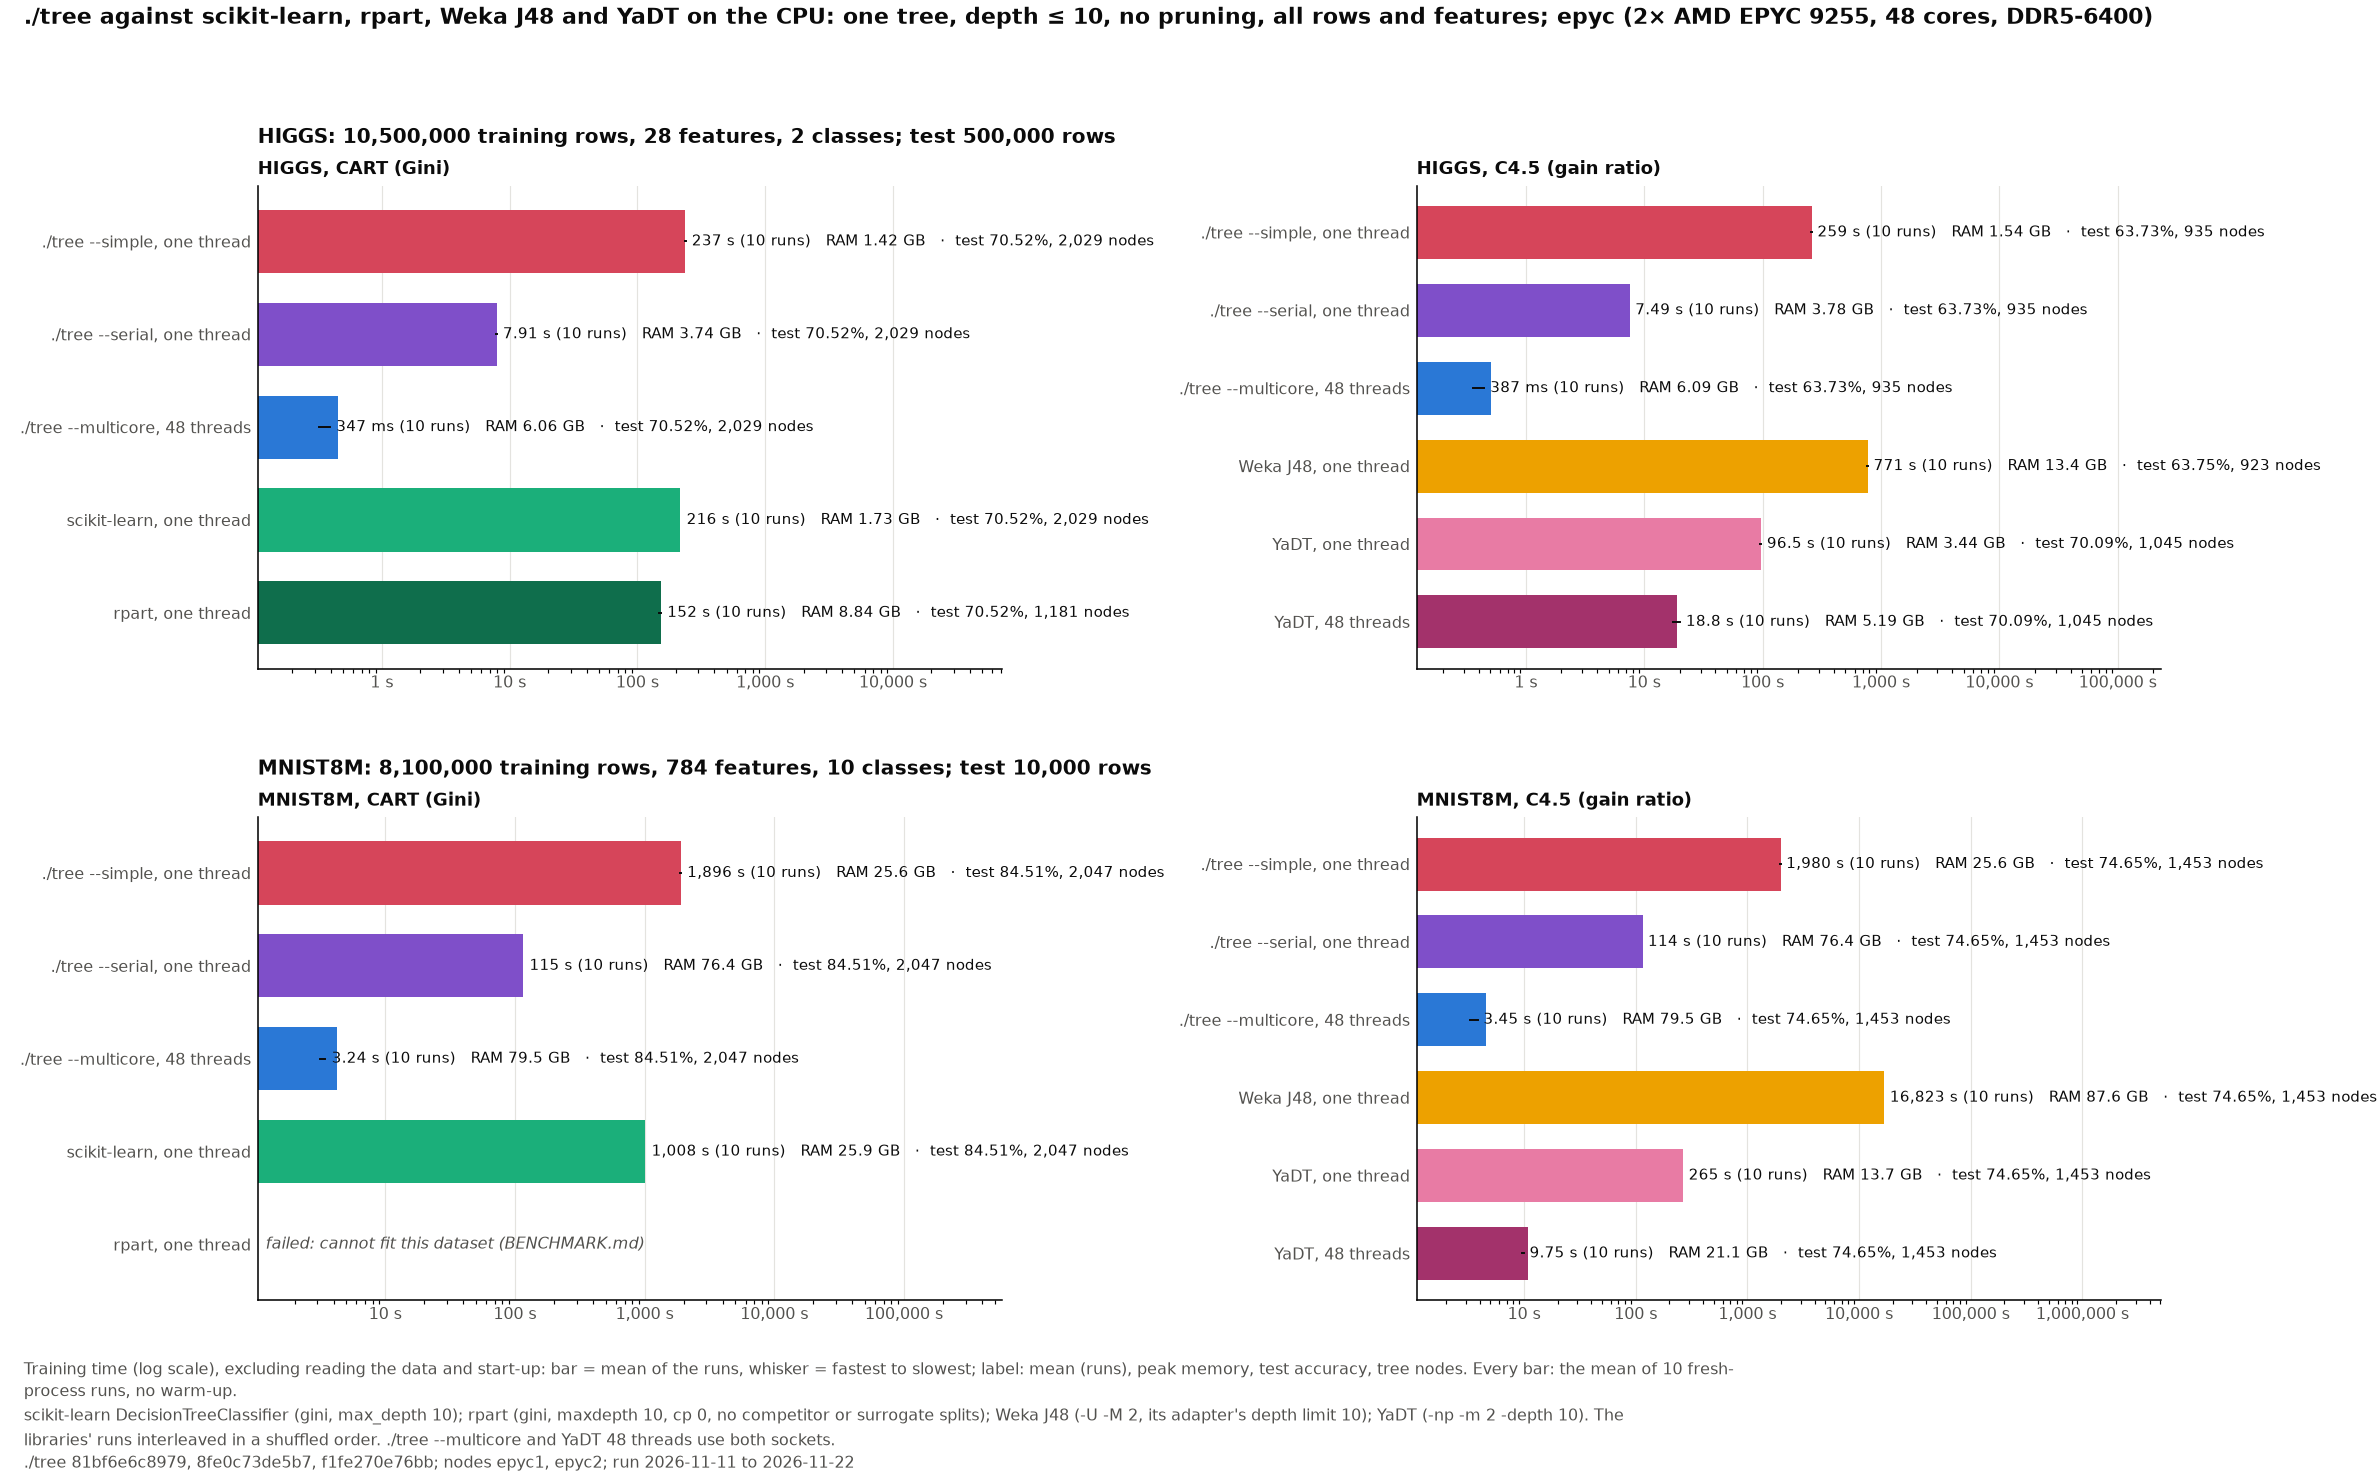 ./tree against scikit-learn, rpart, Weka J48 and YaDT on the CPU: one tree, depth ≤ 10, no pruning, all rows and features; epyc (2× AMD EPYC 9255, 48 cores, DDR5-6400)
HIGGS: 10,500,000 training rows, 28 features, 2 classes; test 500,000 rows
HIGGS, CART (Gini)
./tree --simple, one thread
237 s (10 runs) RAM 1.42 GB · test 70.52%, 2,029 nodes
./tree --serial, one thread
7.91 s (10 runs) RAM 3.74 GB · test 70.52%, 2,029 nodes
./tree --multicore, 48 threads
347 ms (10 runs) RAM 6.06 GB · test 70.52%, 2,029 nodes
scikit-learn, one thread
216 s (10 runs) RAM 1.73 GB · test 70.52%, 2,029 nodes
rpart, one thread
152 s (10 runs) RAM 8.84 GB · test 70.52%, 1,181 nodes
1 s 10 s 100 s 1,000 s 10,000 s
HIGGS, C4.5 (gain ratio)
./tree --simple, one thread
259 s (10 runs) RAM 1.54 GB · test 63.73%, 935 nodes
./tree --serial, one thread
7.49 s (10 runs) RAM 3.78 GB · test 63.73%, 935 nodes
./tree --multicore, 48 threads
387 ms (10 runs) RAM 6.09 GB · test 63.73%, 935 nodes
Weka J48, one thread
771 s (10 runs) RAM 13.4 GB · test 63.75%, 923 nodes
YaDT, one thread
96.5 s (10 runs) RAM 3.44 GB · test 70.09%, 1,045 nodes
YaDT, 48 threads
18.8 s (10 runs) RAM 5.19 GB · test 70.09%, 1,045 nodes
1 s 10 s 100 s 1,000 s 10,000 s 100,000 s
MNIST8M: 8,100,000 training rows, 784 features, 10 classes; test 10,000 rows
MNIST8M, CART (Gini)
./tree --simple, one thread
1,896 s (10 runs) RAM 25.6 GB · test 84.51%, 2,047 nodes
./tree --serial, one thread
115 s (10 runs) RAM 76.4 GB · test 84.51%, 2,047 nodes
./tree --multicore, 48 threads
3.24 s (10 runs) RAM 79.5 GB · test 84.51%, 2,047 nodes
scikit-learn, one thread
1,008 s (10 runs) RAM 25.9 GB · test 84.51%, 2,047 nodes
rpart, one thread
failed: cannot fit this dataset (BENCHMARK.md)
10 s 100 s 1,000 s 10,000 s 100,000 s
MNIST8M, C4.5 (gain ratio)
./tree --simple, one thread
1,980 s (10 runs) RAM 25.6 GB · test 74.65%, 1,453 nodes
./tree --serial, one thread
114 s (10 runs) RAM 76.4 GB · test 74.65%, 1,453 nodes
./tree --multicore, 48 threads
3.45 s (10 runs) RAM 79.5 GB · test 74.65%, 1,453 nodes
Weka J48, one thread
16,823 s (10 runs) RAM 87.6 GB · test 74.65%, 1,453 nodes
YaDT, one thread
265 s (10 runs) RAM 13.7 GB · test 74.65%, 1,453 nodes
YaDT, 48 threads
9.75 s (10 runs) RAM 21.1 GB · test 74.65%, 1,453 nodes
10 s 100 s 1,000 s 10,000 s 100,000 s 1,000,000 s
Training time (log scale), excluding reading the data and start-up: bar = mean of the runs, whisker = fastest to slowest; label: mean (runs), peak memory, test accuracy, tree nodes. Every bar: the mean of 10 fresh-
process runs, no warm-up.
scikit-learn DecisionTreeClassifier (gini, max_depth 10); rpart (gini, maxdepth 10, cp 0, no competitor or surrogate splits); Weka J48 (-U -M 2, its adapter's depth limit 10); YaDT (-np -m 2 -depth 10). The
libraries' runs interleaved in a shuffled order. ./tree --multicore and YaDT 48 threads use both sockets.
./tree 81bf6e6c8979, 8fe0c73de5b7, f1fe270e76bb; nodes epyc1, epyc2; run 2026-11-11 to 2026-11-22